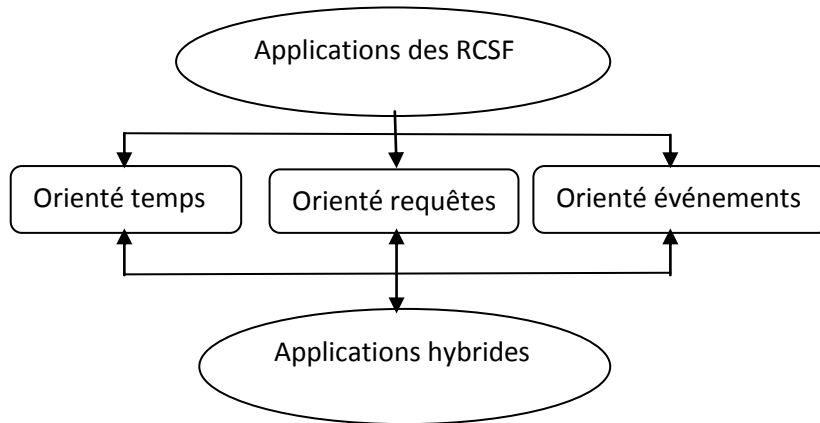 Applications des RCSF
Orienté temps
Orienté requêtes
Orienté événements
Applications hybrides